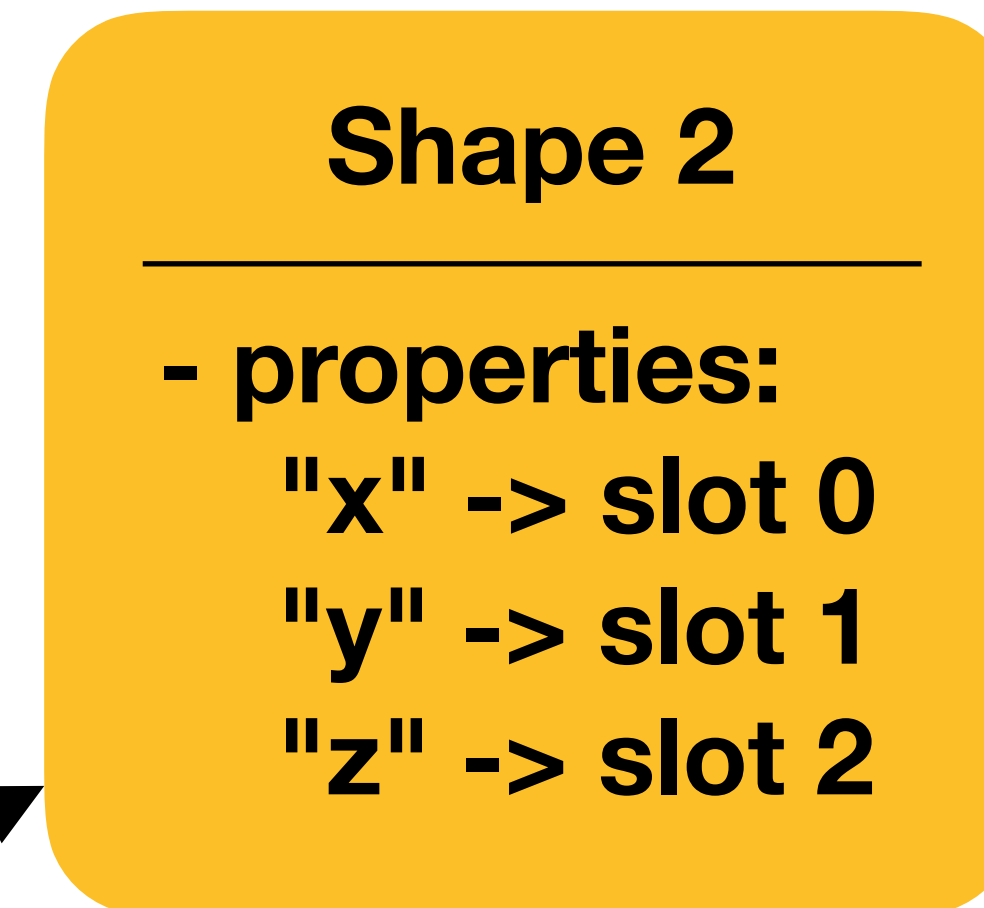 Shape 2
- properties:
"x" -> slot 0
"y" -> slot 1
"z" -> slot 2